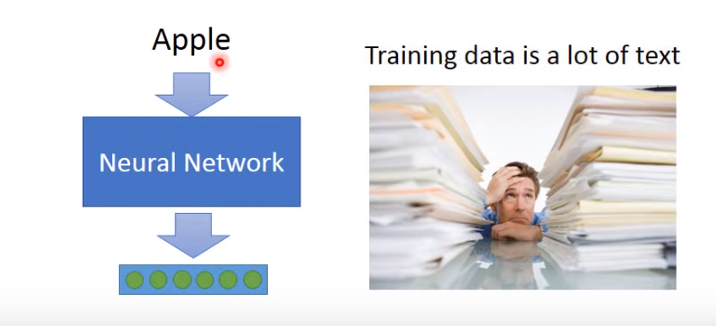 Apple
Training data is a lot of text
Neural Network